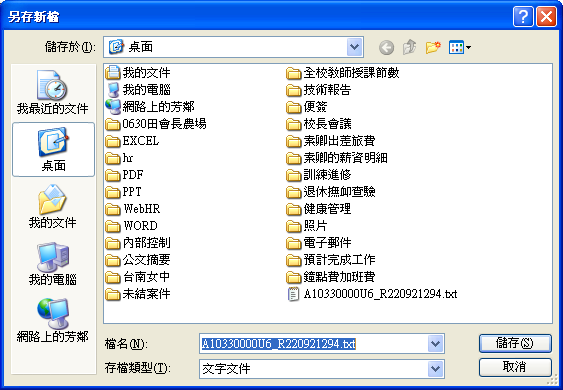 另存新檔
儲存於(I):
桌面
我最近的文件
桌面
我的文件
我的電腦
網路上的芳鄰
我的文件
我的電腦
網路上的芳鄰
0630田會長農場
EXCEL
hr
PDF
PPT
WebHR
WORD
內部控制
公文摘要
台南女中
未結案件
全校教師授課節數
技術報告
便簽
校長會議
素卿出差旅費
素卿的薪資明細
訓練進修
退休撫卹查驗
健康管理
照片
電子郵件
預計完成工作
鐘點費加班費
A10330000U6_R220921294.txt
檔名(N):
A10330000U6_R220921294.txt
儲存(S)
存檔類型(T):
文字文件
取消